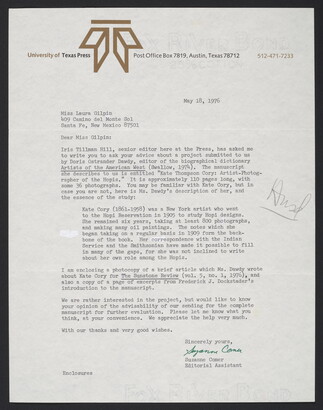 University of Texas Press
Post Office Box 7819, Austin, Texas 78712
512-471-7233
May 18, 1976
Miss Laura Gilpin
409 Camino del Monte Sol
Santa Fe, New Mexico 87501
Dear Miss Gilpin:
Iris Tillman Hill, senior editor here at the Press, has asked me
to write you to ask your advice about a project submitted to us
by Doris Ostrander Dawdy, editor of the biographical dictionary
Artists of the American West (Swallow, 1974). The manuscript
she describes to us is entitled "Kate Thompson Cory: Artist-Photog-
rapher of the Hopis." It is approximately 110 pages long, with
some 36 photographs. You may be familiar with Kate Cory, but in
case you are not, here is Ms. Dawdy's description of her, and
the essence of the study:
Kate Cory (1861-1958) was a New York artist who went
to the Hopi Reservation in 1905 to study Hopi designs.
She remained six years, taking at least 800 photographs,
and making many oil paintings. The notes which she
began taking on a regular basis in 1909 form the back-
bone of the book. Her correspondence with the Indian
Service and the Smithsonian have made it possible to fill
in many of the gaps, for she was not inclined to write
about her own role among the Hopis.
I am enclosing a photocopy of a brief article which Ms. Dawdy wrote
about Kate Cory for The Sunstone Review (vol. 5, no. 1, 1976), and
also a copy of a page of excerpts from Frederick J. Dockstader's
introduction to the manuscript.
We are rather interested in the project, but would like to know
your opinion of the advisability of our sending for the complete
manuscript for further evaluation. Please let me know what you
think, at your convenience. We appreciate the help very much.
With our thanks and very good wishes.
Sincerely yours,
Suzanne Comer
Suzanne Comer
Editorial Assistant
Enclosures